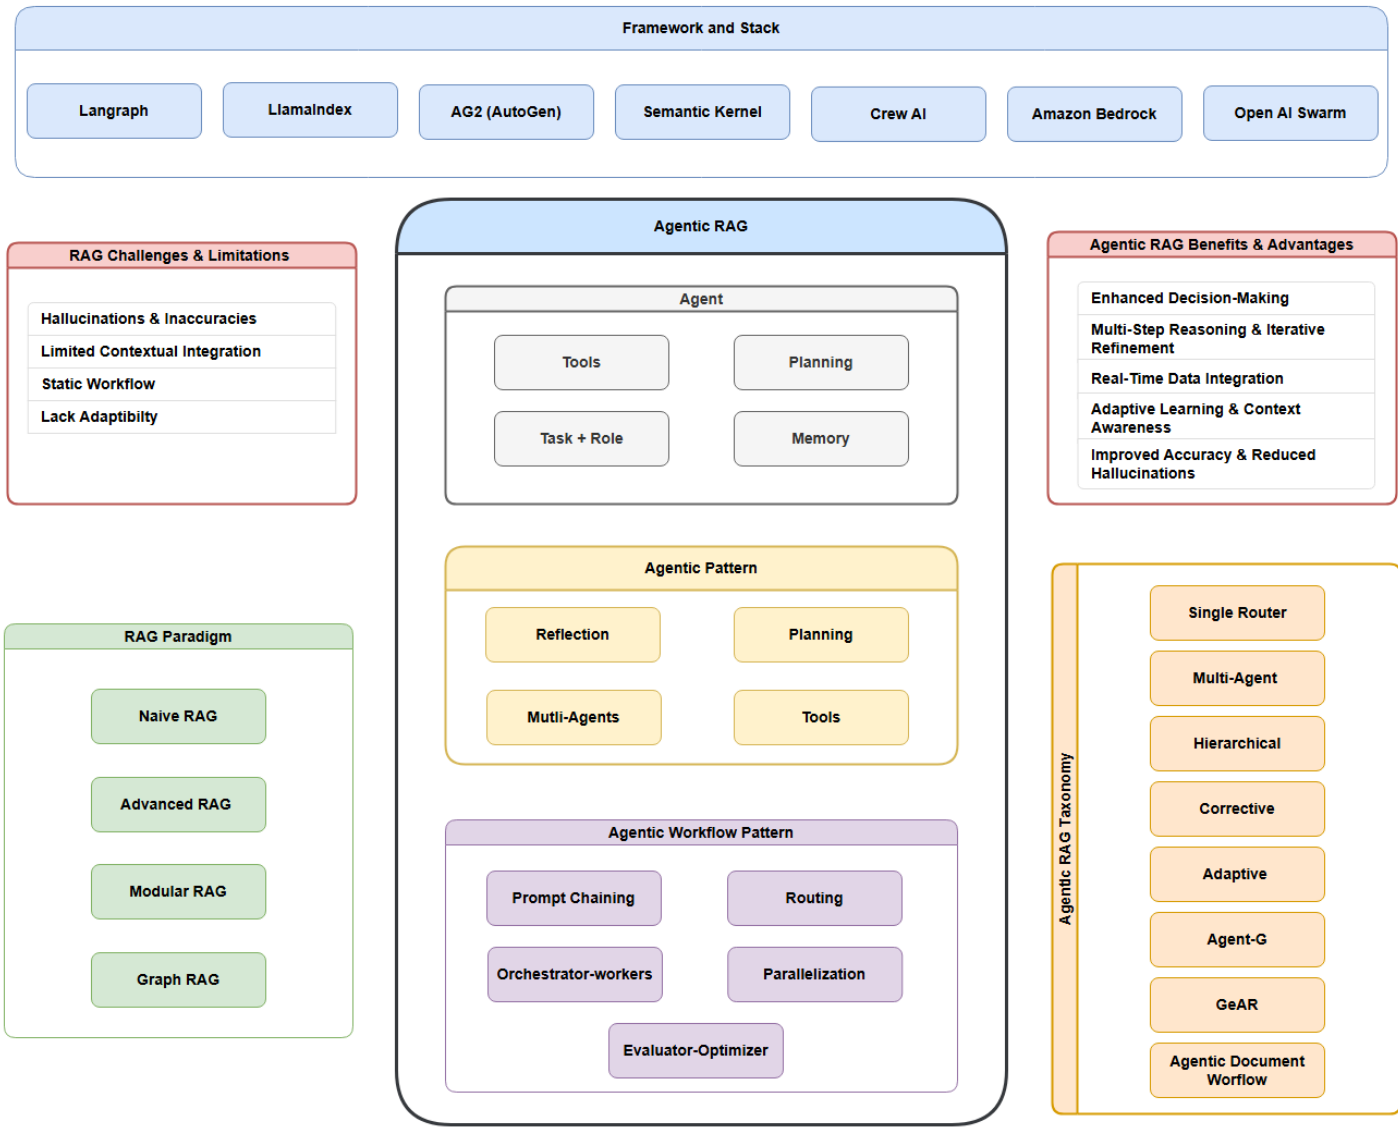 Framework and Stack
Langraph
LlamaIndex
AG2 (AutoGen)
Semantic Kernel
Crew AI
Amazon Bedrock
Open AI Swarm
RAG Challenges & Limitations
Hallucinations & Inaccuracies
Limited Contextual Integration
Static Workflow
Lack Adaptibilty
RAG Paradigm
Naive RAG
Advanced RAG
Modular RAG
Graph RAG
Agentic RAG
Agent
Tools
Planning
Task + Role
Memory
Agentic Pattern
Reflection
Planning
Mutli-Agents
Tools
Agentic Workflow Pattern
Prompt Chaining
Routing
Orchestrator-workers
Parallelization
Evaluator-Optimizer
Agentic RAG Benefits & Advantages
Enhanced Decision-Making
Multi-Step Reasoning & Iterative
Refinement
Real-Time Data Integration
Adaptive Learning & Context
Awareness
Improved Accuracy & Reduced
Hallucinations
Agentic RAG Taxonomy
Single Router
Multi-Agent
Hierarchical
Corrective
Adaptive
Agent-G
GeAR
Agentic Document
Worflow